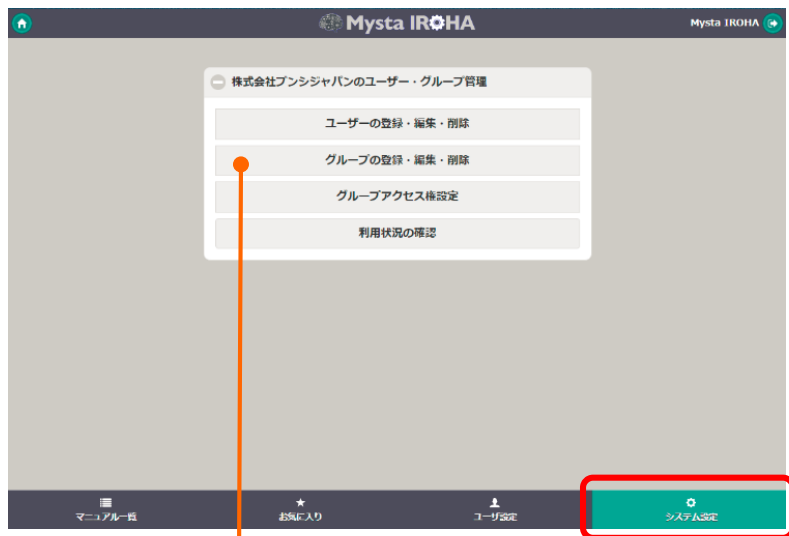 Mysta IROHA
Mysta IROHA
株式会社ブンシジャパンのユーザー・グループ管理
ユーザーの登録・編集・削除
グループの登録・編集・削除
グループアクセス権設定
利用状況の確認
マニュアル一覧
お気に入り
ユーザ設定
システム設定